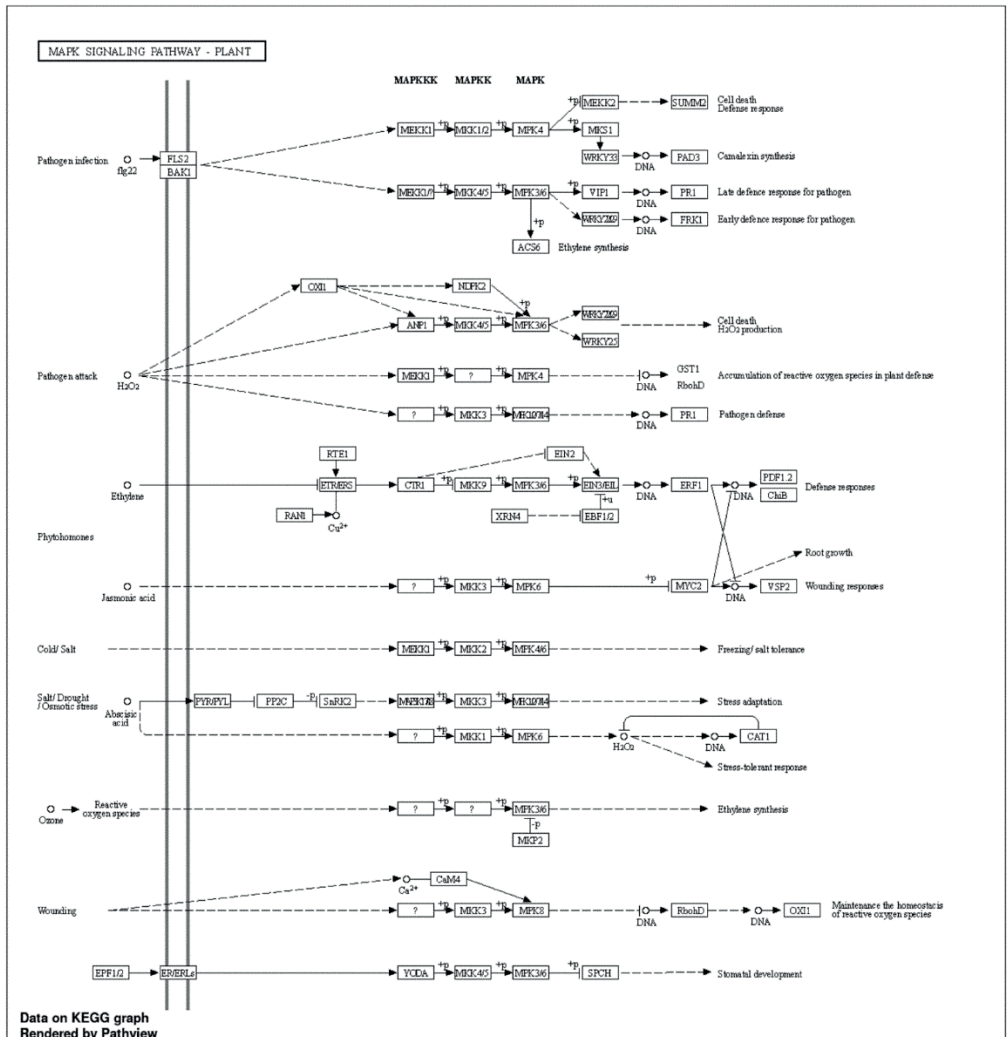 MAPK SIGNALING PATHWAY - PLANT
MAPKKK MAPKK MAPK
+p MEKK2 SUMM2 Cell death
Defense response
MEKK1 +p MKK1/2 +p MPK4 +p MKS1
Pathogen infection flg22 FLS2
BAK1
WRKY33 DNA PAD3 Camalexin synthesis
MEKK1/? +p MKK4/5 +p MPK3/6 +p VIP1 DNA PR1 Late defence response for pathogen
DNA FRK1 Early defence response for pathogen
+p
ACS6 Ethylene synthesis
OXI1 NDPK2
+p
ANP1 +p MKK4/5 +p MPK3/6 Cell death
H2O2 production
WRKY25
Pathogen attack H2O2 MEKK1 +p ? +p MPK4 DNA GST1
RbohD Accumulation of reactive oxygen species in plant defense
? +p MKK3 +p DNA PR1 Pathogen defense
RTE1 EIN2
Ethylene ETR/ERS CTR1 MKK9 +p MPK3/6 +p EIN3/EIL DNA ERF1 DNA PDF1.2
ChiB Defense responses
RAN1 Cu2+ XRN4 +u EBF1/2
Phytohomones
Root growth
Jasmonic acid ? +p MKK3 +p MPK6 +p MYC2 DNA VSP2 Wounding responses
Cold/ Salt MEKK1 +p MKK2 +p MPK4/6 Freezing/ salt tolerance
Salt/ Drought
/ Osmotic stress Abscisic
acid PYR/PYL PP2C -p SnRK2 +p MKK3 +p Stress adaptation
? +p MKK1 +p MPK6 H2O2 DNA CAT1
Stress-tolerant response
Ozone Reactive
oxygen species ? +p ? +p MPK3/6 Ethylene synthesis
-p
MKP2
Ca2+ CaM4
Wounding ? +p MKK3 +p MPK8 DNA RbohD DNA OXI1 Maintenance the homeostacis
of reactive oxygen species
EPF1/2 ER/ERLs YODA +p MKK4/5 +p MPK3/6 +p SPCH Stomatal development
Data on KEGG graph
Rendered by Pathview